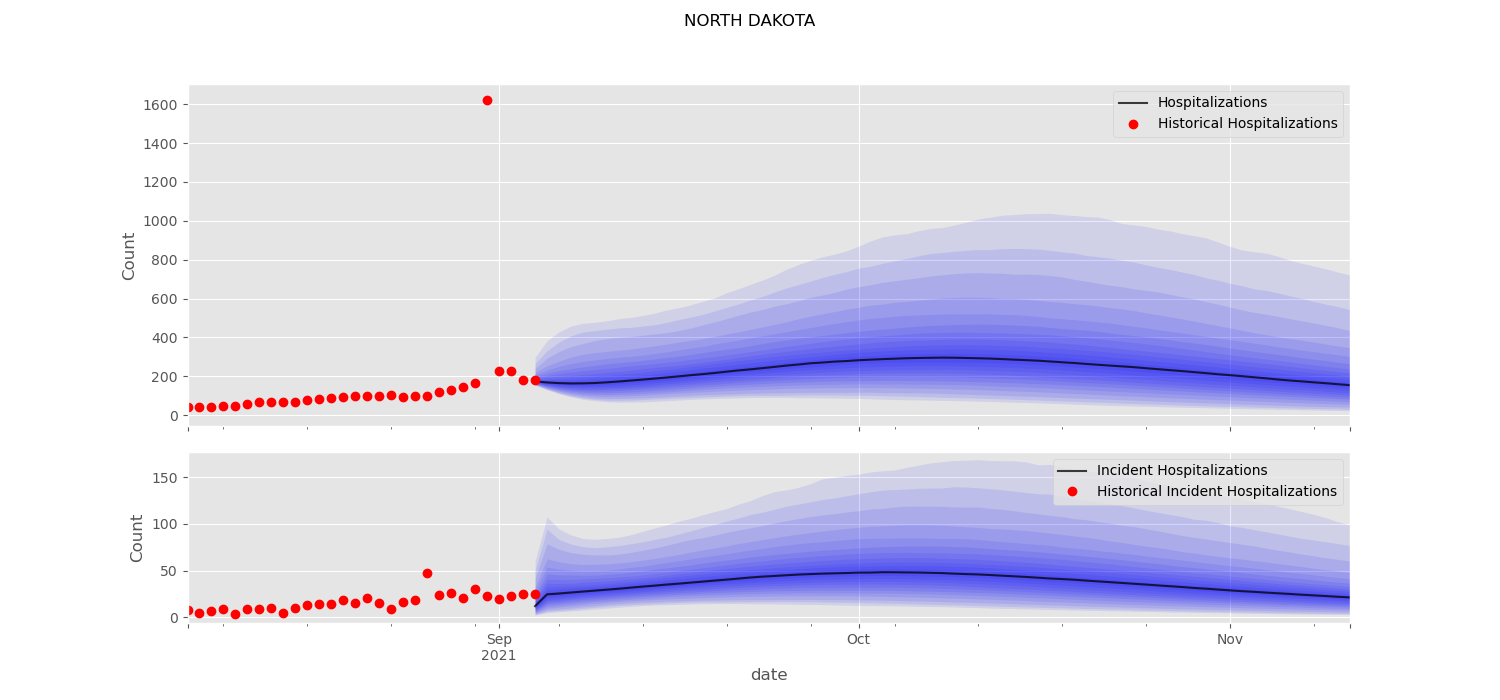 NORTH DAKOTA
1600
1400
1200
1000
800
600
400
200
0
Count
Hospitalizations
Historical Hospitalizations
150
100
50
0
Count
Incident Hospitalizations
Historical Incident Hospitalizations
Sep
2021
Oct
Nov
date